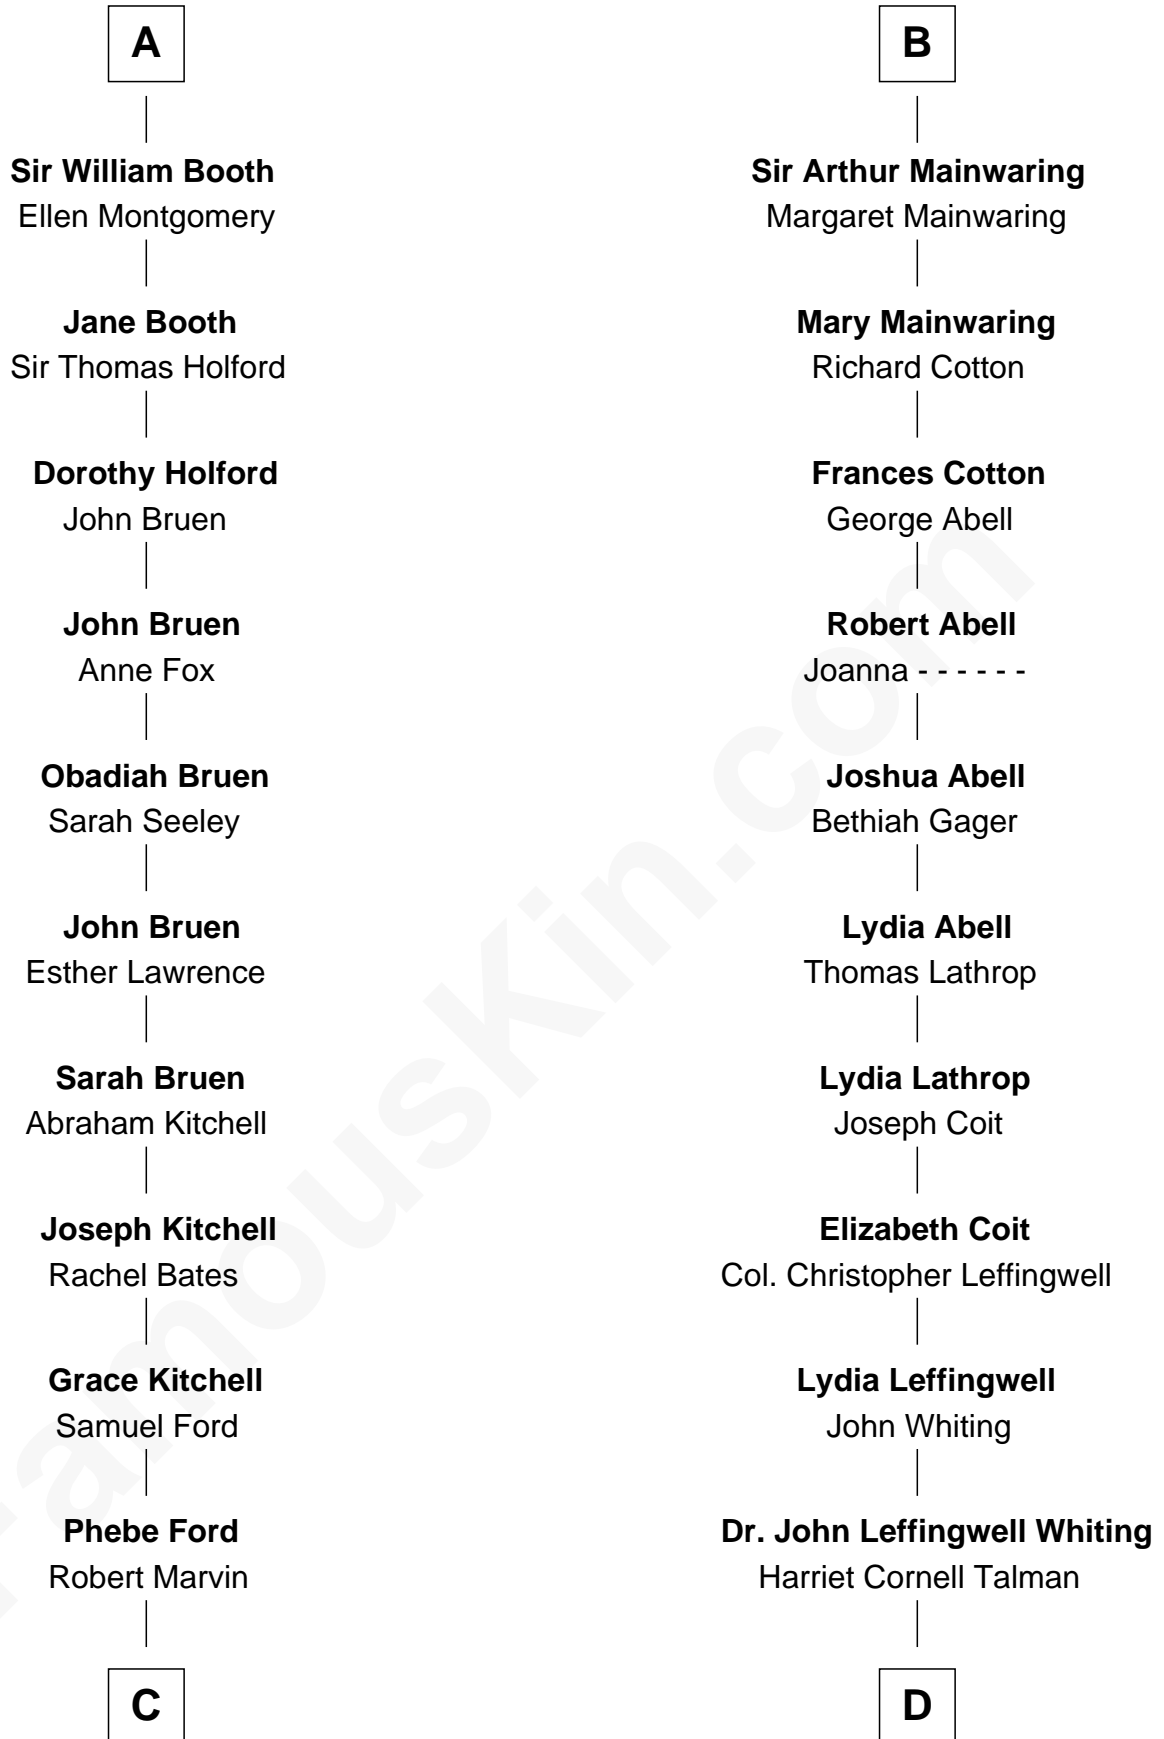 A
Sir William Booth
Ellen Montgomery
Jane Booth
Sir Thomas Holford
Dorothy Holford
John Bruen
John Bruen
Anne Fox
Obadiah Bruen
Sarah Seeley
John Bruen
Esther Lawrence
Sarah Bruen
Abraham Kitchell
Joseph Kitchell
Rachel Bates
Grace Kitchell
Samuel Ford
Phebe Ford
Robert Marvin
C
B
Sir Arthur Mainwaring
Margaret Mainwaring
Mary Mainwaring
Richard Cotton
Frances Cotton
George Abell
Robert Abell
Joanna - - - - - -
Joshua Abell
Bethiah Gager
Lydia Abell
Thomas Lathrop
Lydia Lathrop
Joseph Coit
Elizabeth Coit
Col. Christopher Leffingwell
Lydia Leffingwell
John Whiting
Dr. John Leffingwell Whiting
Harriet Cornell Talman
D
FamousKin.com